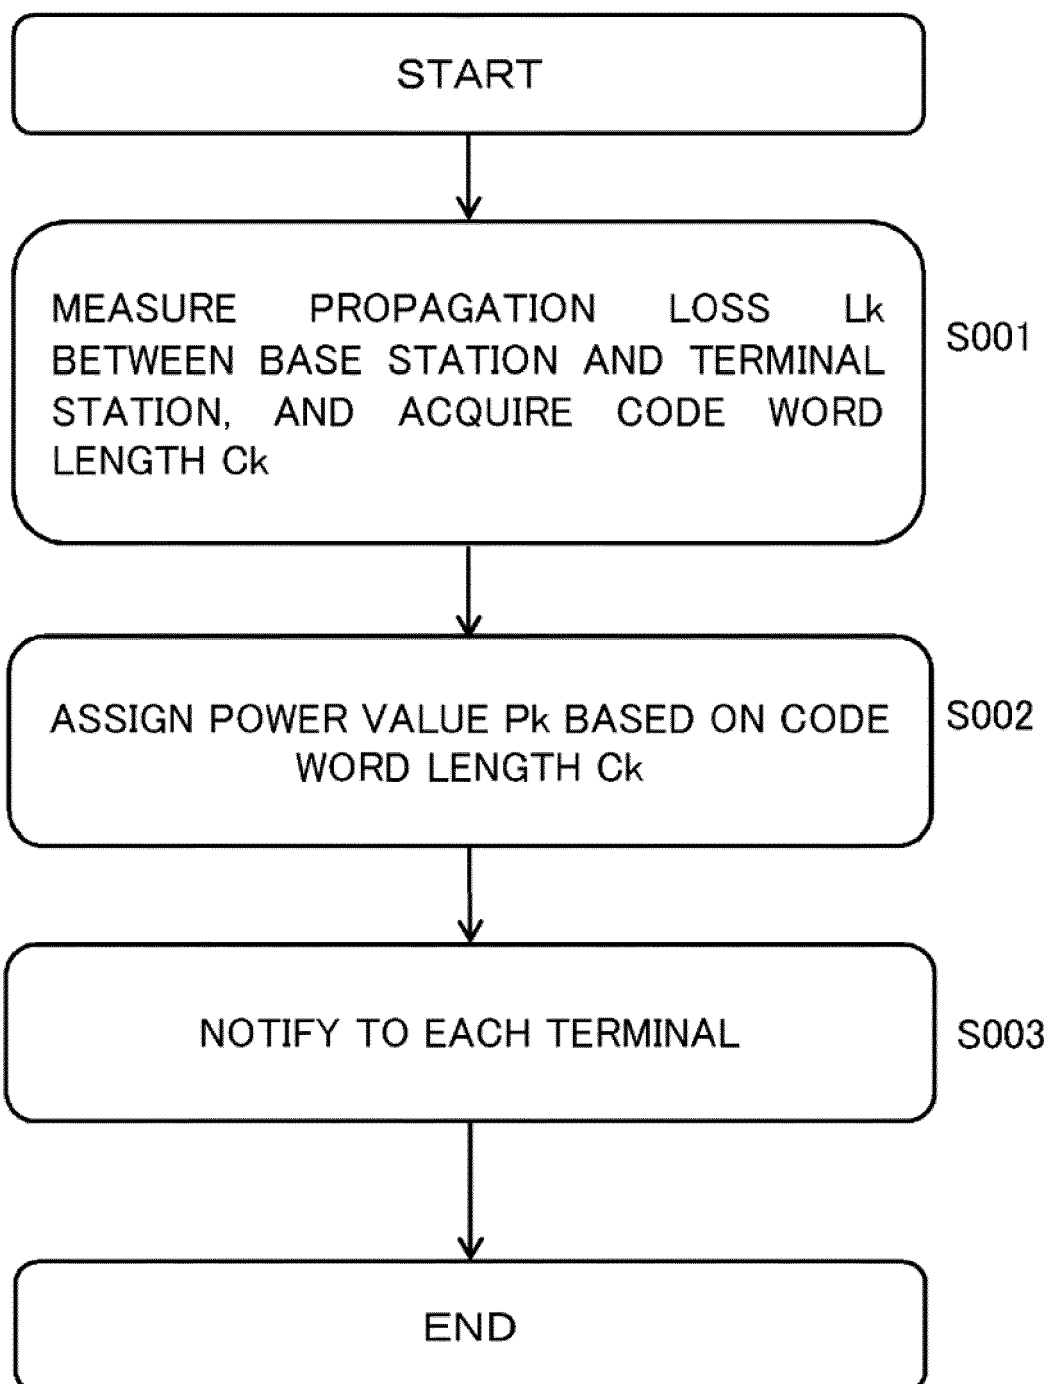 START
MEASURE PROPAGATION LOSS Lk
BETWEEN BASE STATION AND TERMINAL
STATION, AND ACQUIRE CODE WORD
LENGTH Ck
S001
ASSIGN POWER VALUE Pk BASED ON CODE
WORD LENGTH Ck
S002
NOTIFY TO EACH TERMINAL
S003
END